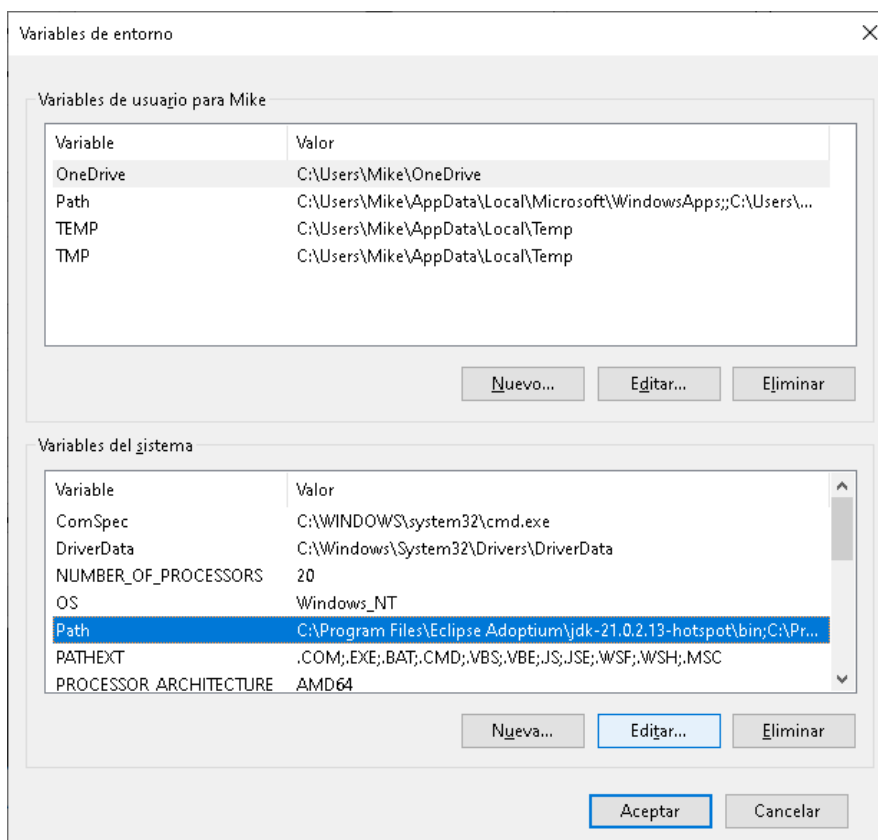 Variables de entorno
Variables de usuario para Mike
Variable Valor
OneDrive C:\Users\Mike\OneDrive
Path C:\Users\Mike\AppData\Local\Microsoft\WindowsApps;;C:\Users\...
TEMP C:\Users\Mike\AppData\Local\Temp
TMP C:\Users\Mike\AppData\Local\Temp
Nuevo... Editar... Eliminar
Variables del sistema
Variable Valor
ComSpec C:\WINDOWS\system32\cmd.exe
DriverData C:\Windows\System32\Drivers\DriverData
NUMBER_OF_PROCESSORS 20
OS Windows_NT
Path C:\Program Files\Eclipse Adoptium\jdk-21.0.2.13-hotspot\bin;C:\Pr...
PATHEXT .COM;.EXE;.BAT;.CMD;.VBS;.VBE;.JS;.JSE;.WSF;.WSH;.MSC
PROCESSOR_ARCHITECTURE AMD64
Nueva... Editar... Eliminar
Aceptar Cancelar